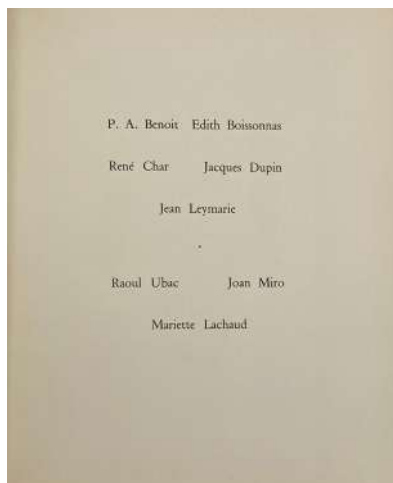 P. A. Benoit Edith Boissonnas
René Char Jacques Dupin
Jean Leymarie
Raoul Ubac Joan Miro
Mariette Lachaud